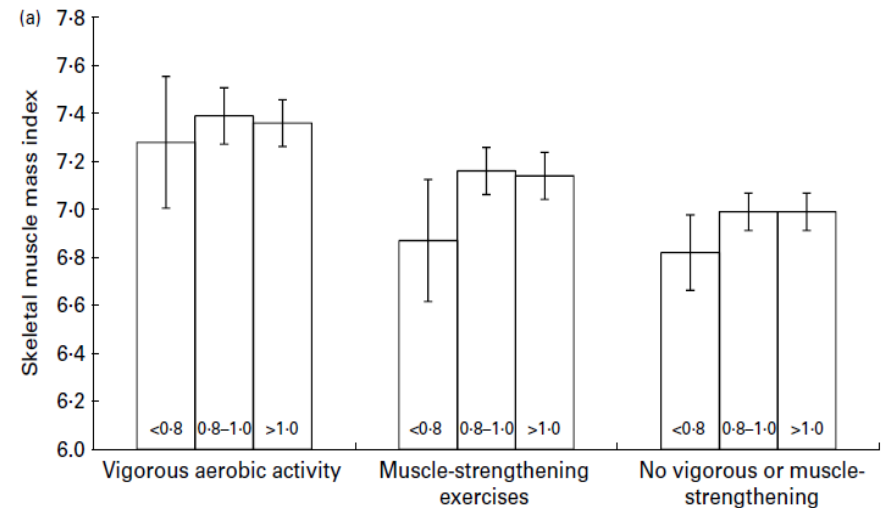 (a)
Skeletal muscle mass index
7·8
7·6
7·4
7·2
7·0
6·8
6·6
6·4
6·2
6·0
<0·8 0·8–1·0 >1·0
<0·8 0·8–1·0 >1·0
<0·8 0·8–1·0 >1·0
Vigorous aerobic activity
Muscle-strengthening
exercises
No vigorous or muscle-
strengthening